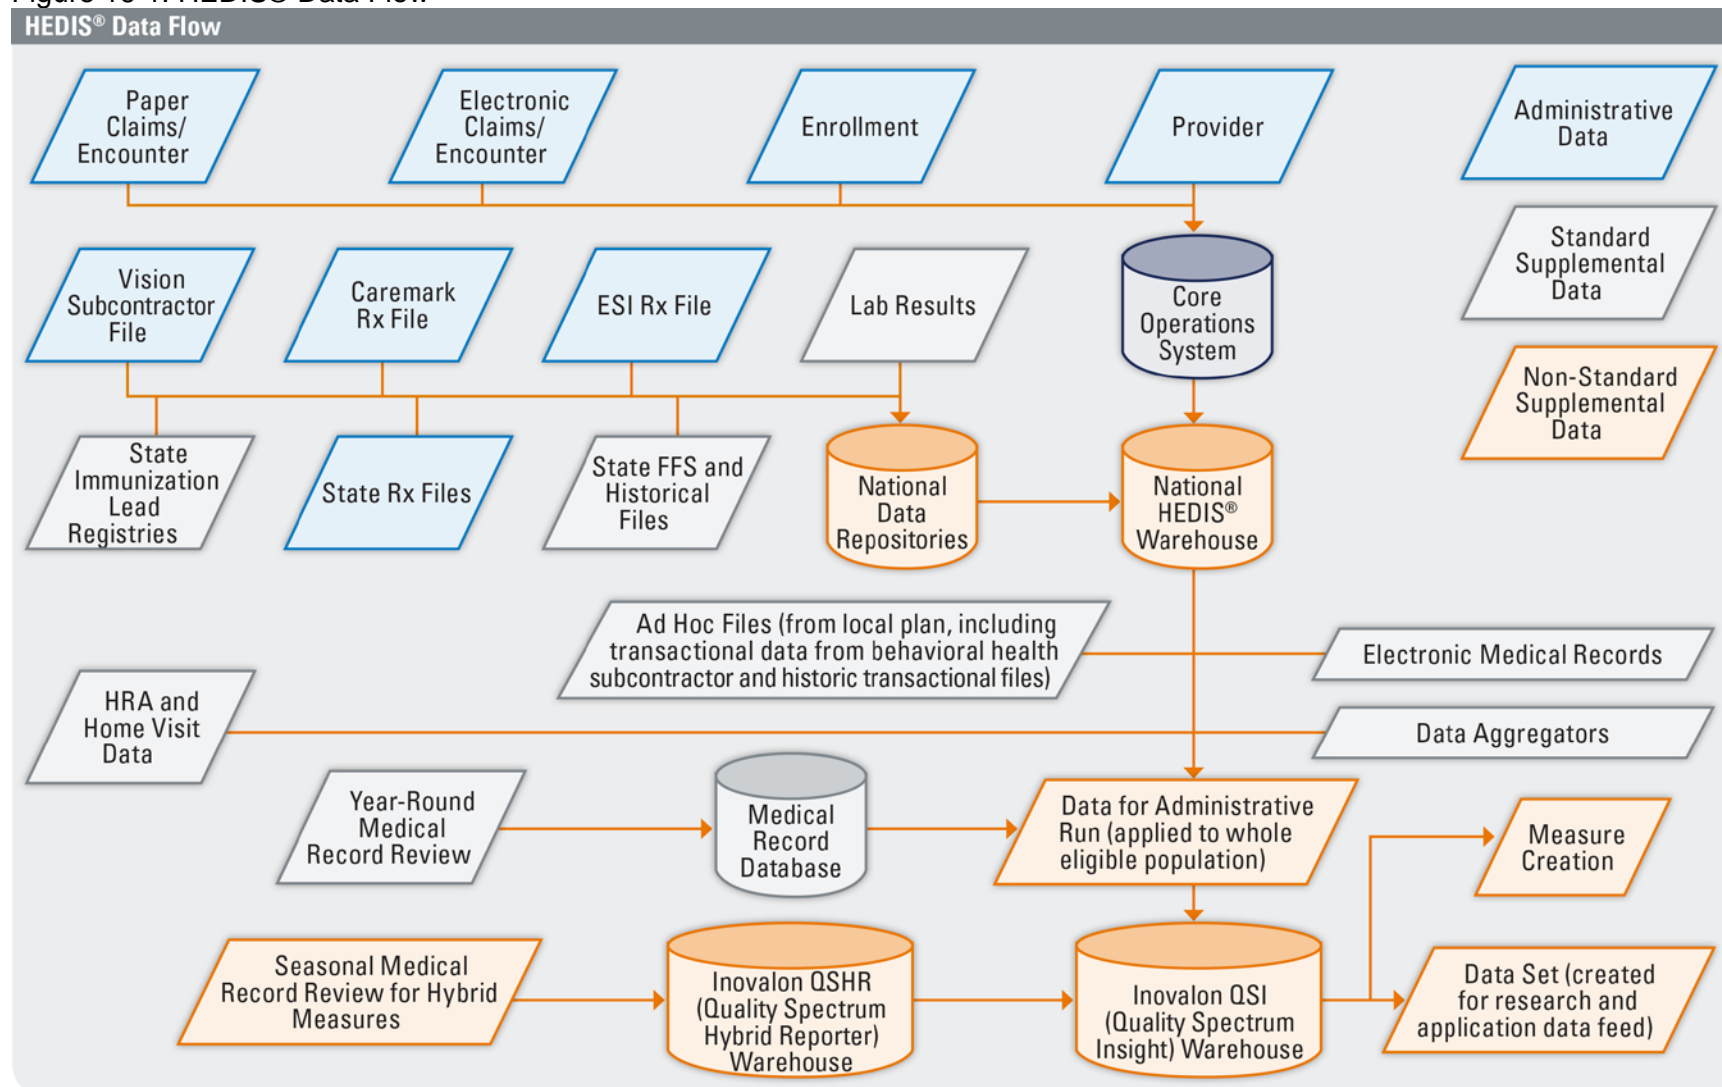 HEDIS® Data Flow
Paper
Claims/
Encounter
Electronic
Claims/
Encounter
Enrollment
Provider
Administrative
Data
Standard
Supplemental
Data
Non-Standard
Supplemental
Data
Vision
Subcontractor
File
Caremark
Rx File
ESI Rx File
Lab Results
Core
Operations
System
State
Immunization
Lead
Registries
State Rx Files
State FFS and
Historical
Files
National
Data
Repositories
National
HEDIS®
Warehouse
Ad Hoc Files (from local plan, including
transactional data from behavioral health
subcontractor and historic transactional files)
Electronic Medical Records
HRA and
Home Visit
Data
Data Aggregators
Year-Round
Medical
Record Review
Medical
Record
Database
Data for Administrative
Run (applied to whole
eligible population)
Measure
Creation
Seasonal Medical
Record Review for Hybrid
Measures
Inovalon QSHR
(Quality Spectrum
Hybrid Reporter)
Warehouse
Inovalon QSI
(Quality Spectrum
Insight) Warehouse
Data Set (created
for research and
application data feed)